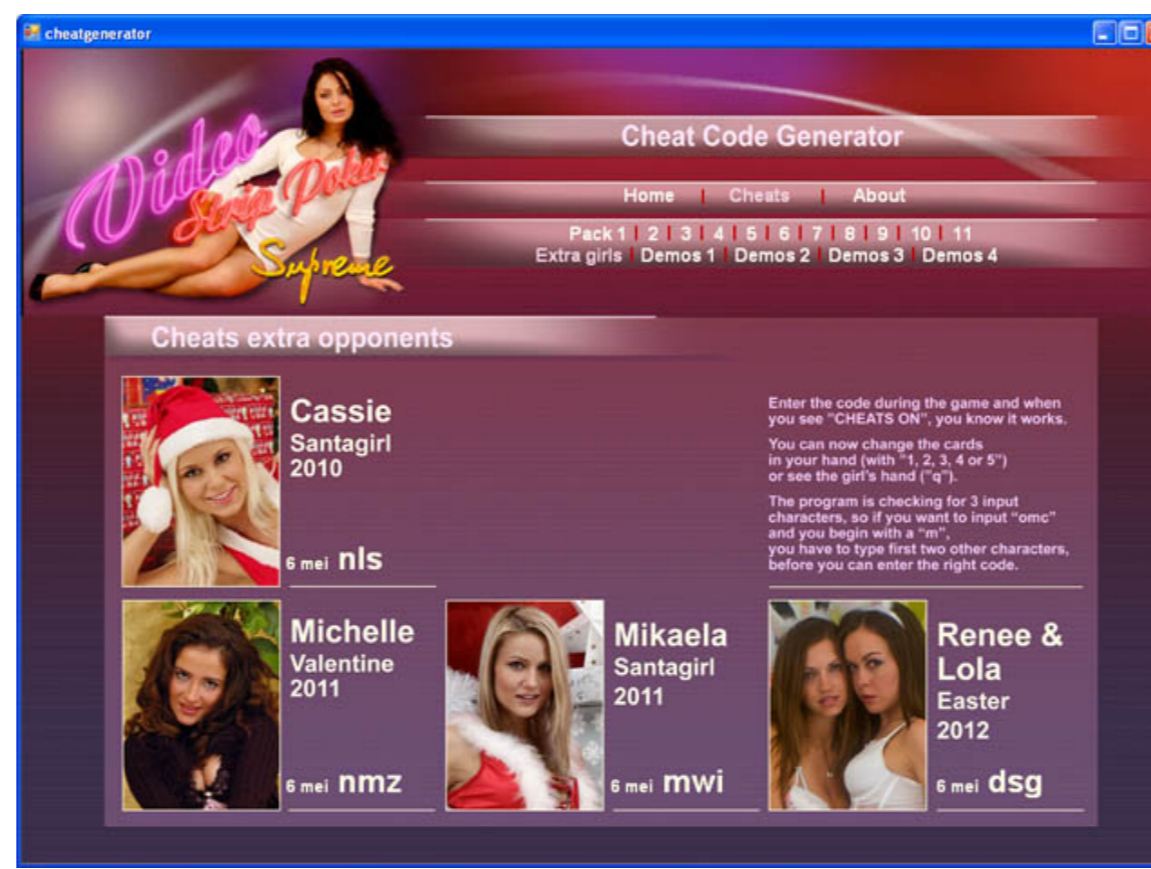 cheatgenerator
Video
Strip Poker
Supreme
Cheat Code Generator
Home | Cheats | About
Pack 1 | 2 | 3 | 4 | 5 | 6 | 7 | 8 | 9 | 10 | 11
Extra girls | Demos 1 | Demos 2 | Demos 3 | Demos 4
Cheats extra opponents
Cassie
Santagirl
2010
6 mei nls
Enter the code during the game and when
you see "CHEATS ON", you know it works.
You can now change the cards
in your hand (with "1, 2, 3, 4 or 5")
or see the girl's hand ("q").
The program is checking for 3 input
characters, so if you want to input "omc"
and you begin with a "m",
you have to type first two other characters,
before you can enter the right code.
Michelle
Valentine
2011
6 mei nmz
Mikaela
Santagirl
2011
6 mei mwi
Renee &
Lola
Easter
2012
6 mei dsg